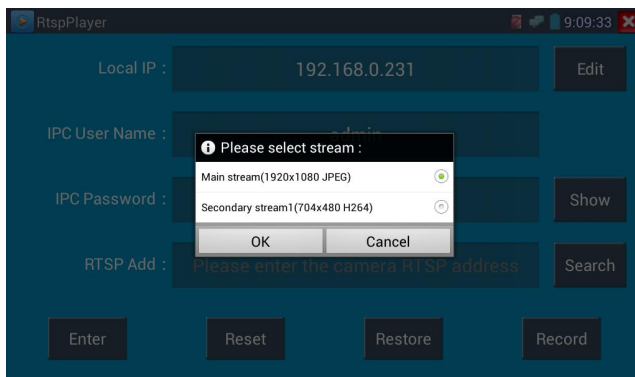 RtspPlayer
9:09:33
Local IP :
192.168.0.231
Edit
IPC User Name :
admin
Please select stream :
Main stream(1920x1080 JPEG)
Secondary stream1(704x480 H264)
OK
Cancel
IPC Password :
Show
RTSP Add :
Please enter the camera RTSP address
Search
Enter
Reset
Restore
Record